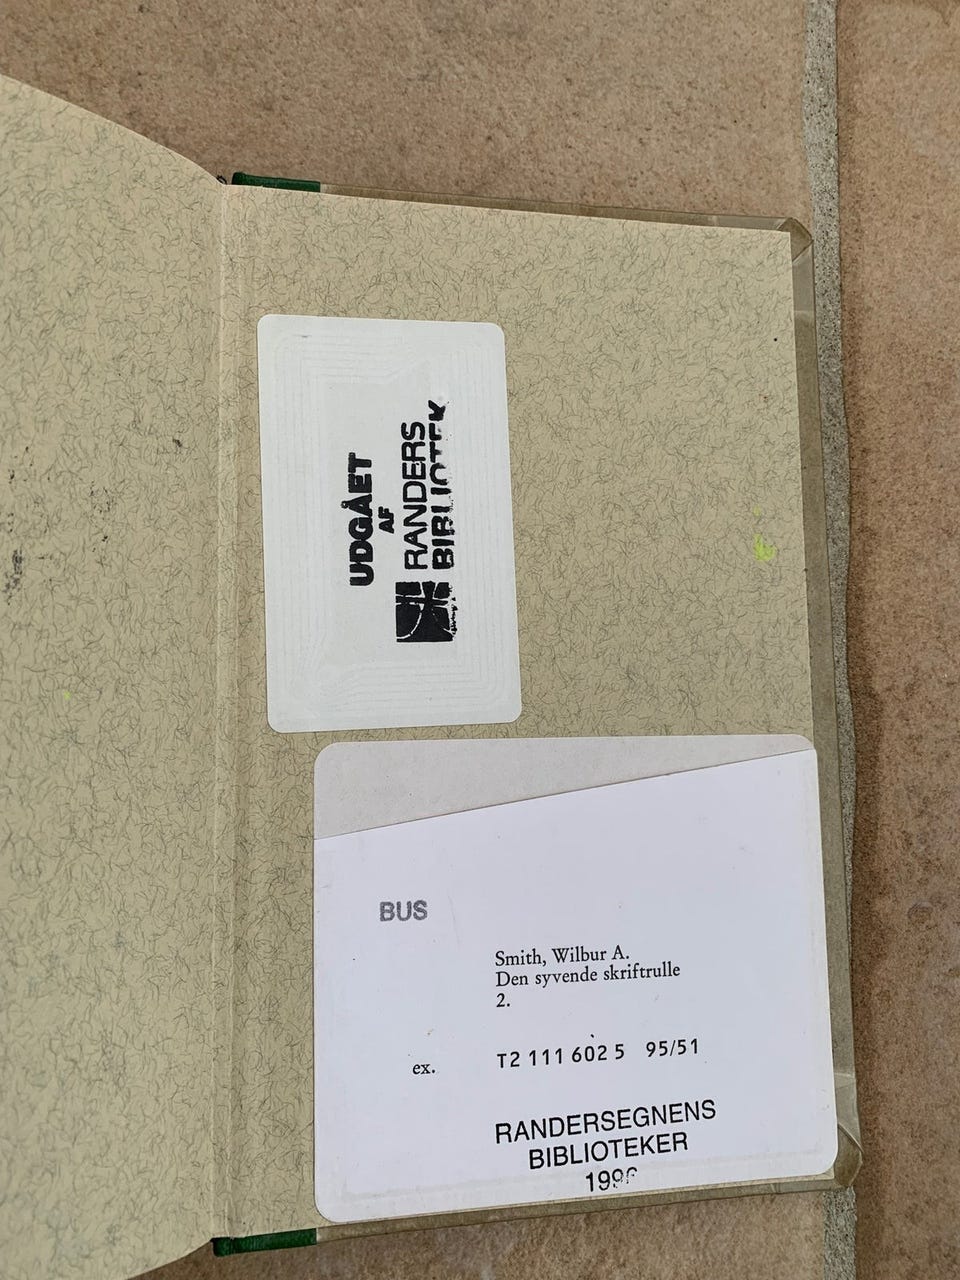 UDGÅET
AF
RANDERS
BIBLIOTEK
BUS
Smith, Wilbur A.
Den syvende skriftrulle
2.
ex.
T2 111 602 5 95/51
RANDERSEGNENS
BIBLIOTEKER